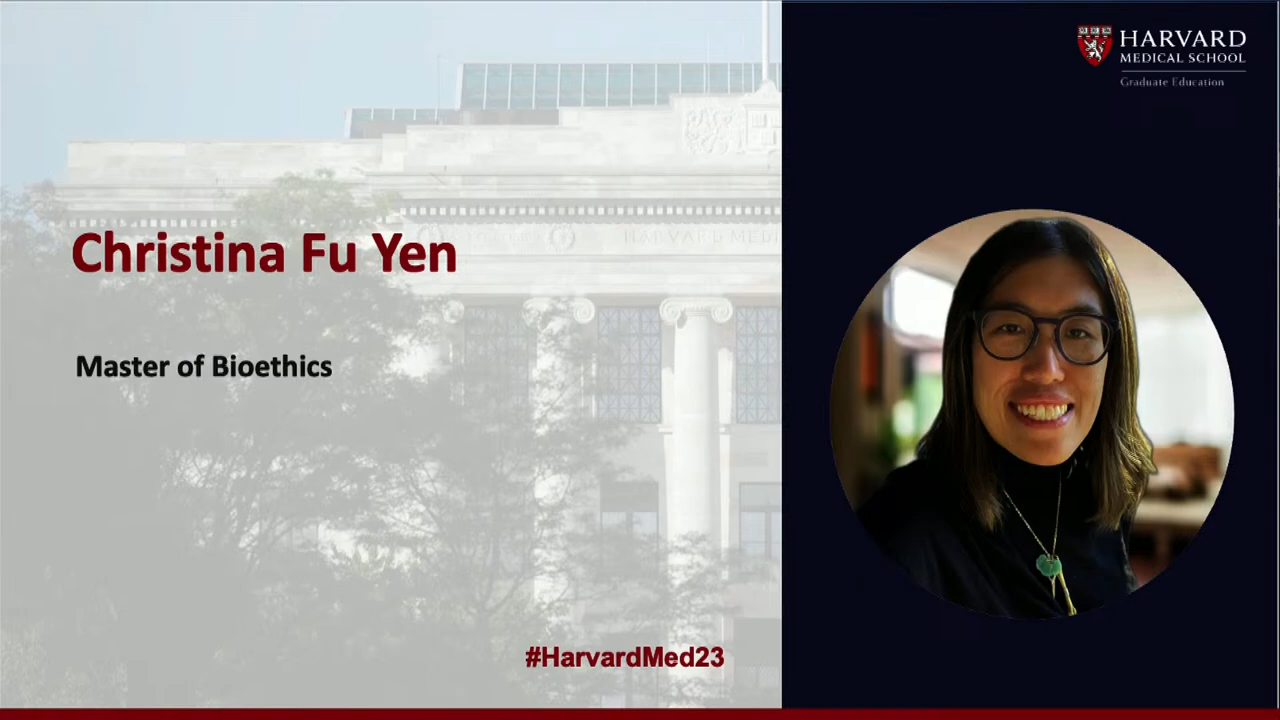 HARVARD
MEDICAL SCHOOL
Graduate Education
Christina Fu Yen
Master of Bioethics
#HarvardMed23